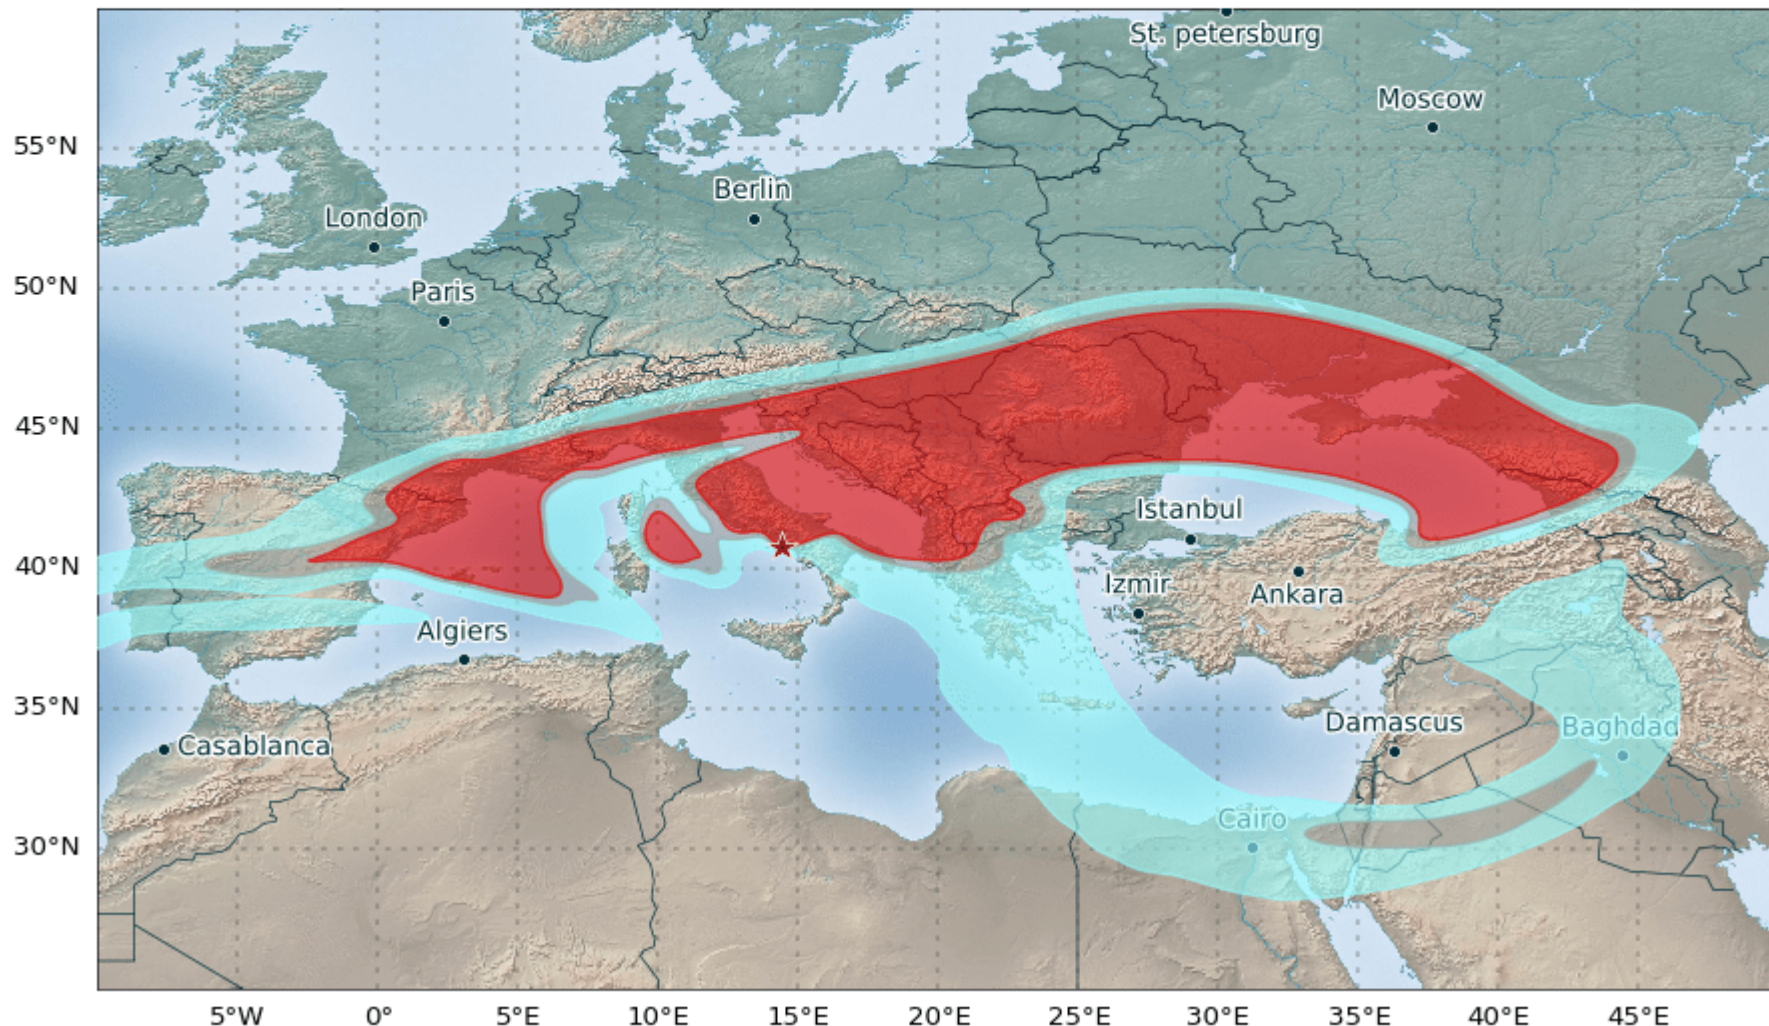 St. petersburg
Moscow
55°N
Berlin
London
50°N
Paris
45°N
Istanbul
40°N
Izmir
Ankara
Algiers
35°N
Damascus
Baghdad
Casablanca
Cairo
30°N
5°W
0°
5°E
10°E
15°E
20°E
25°E
30°E
35°E
40°E
45°E